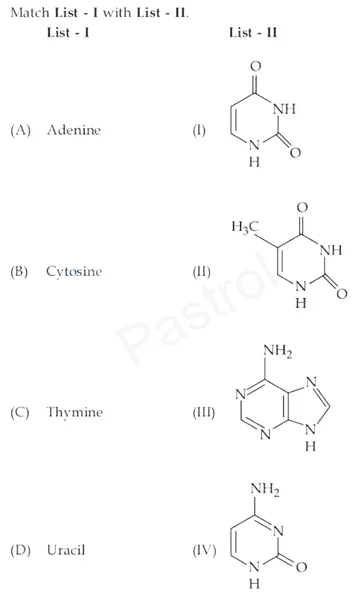 Match List - I with List - II.
List - I List - II
(A) Adenine (I)
O
NH
N
H
O
(B) Cytosine (II)
O
H₃C
NH
N
H
O
(C) Thymine (III)
NH₂
N
N
N
N
H
(D) Uracil (IV)
NH₂
N
N
H
O